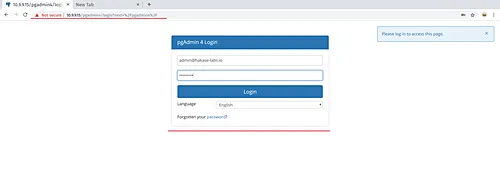 10.9.9.15/pgadmin4/log
New Tab
Not secure
10.9.9.15/pgadmin4/login?next=%2Fpgadmin4%2F
pgAdmin 4 Login
Please log in to access this page.
admin@hakase-labs.io
Login
Language
English
Forgotten your password